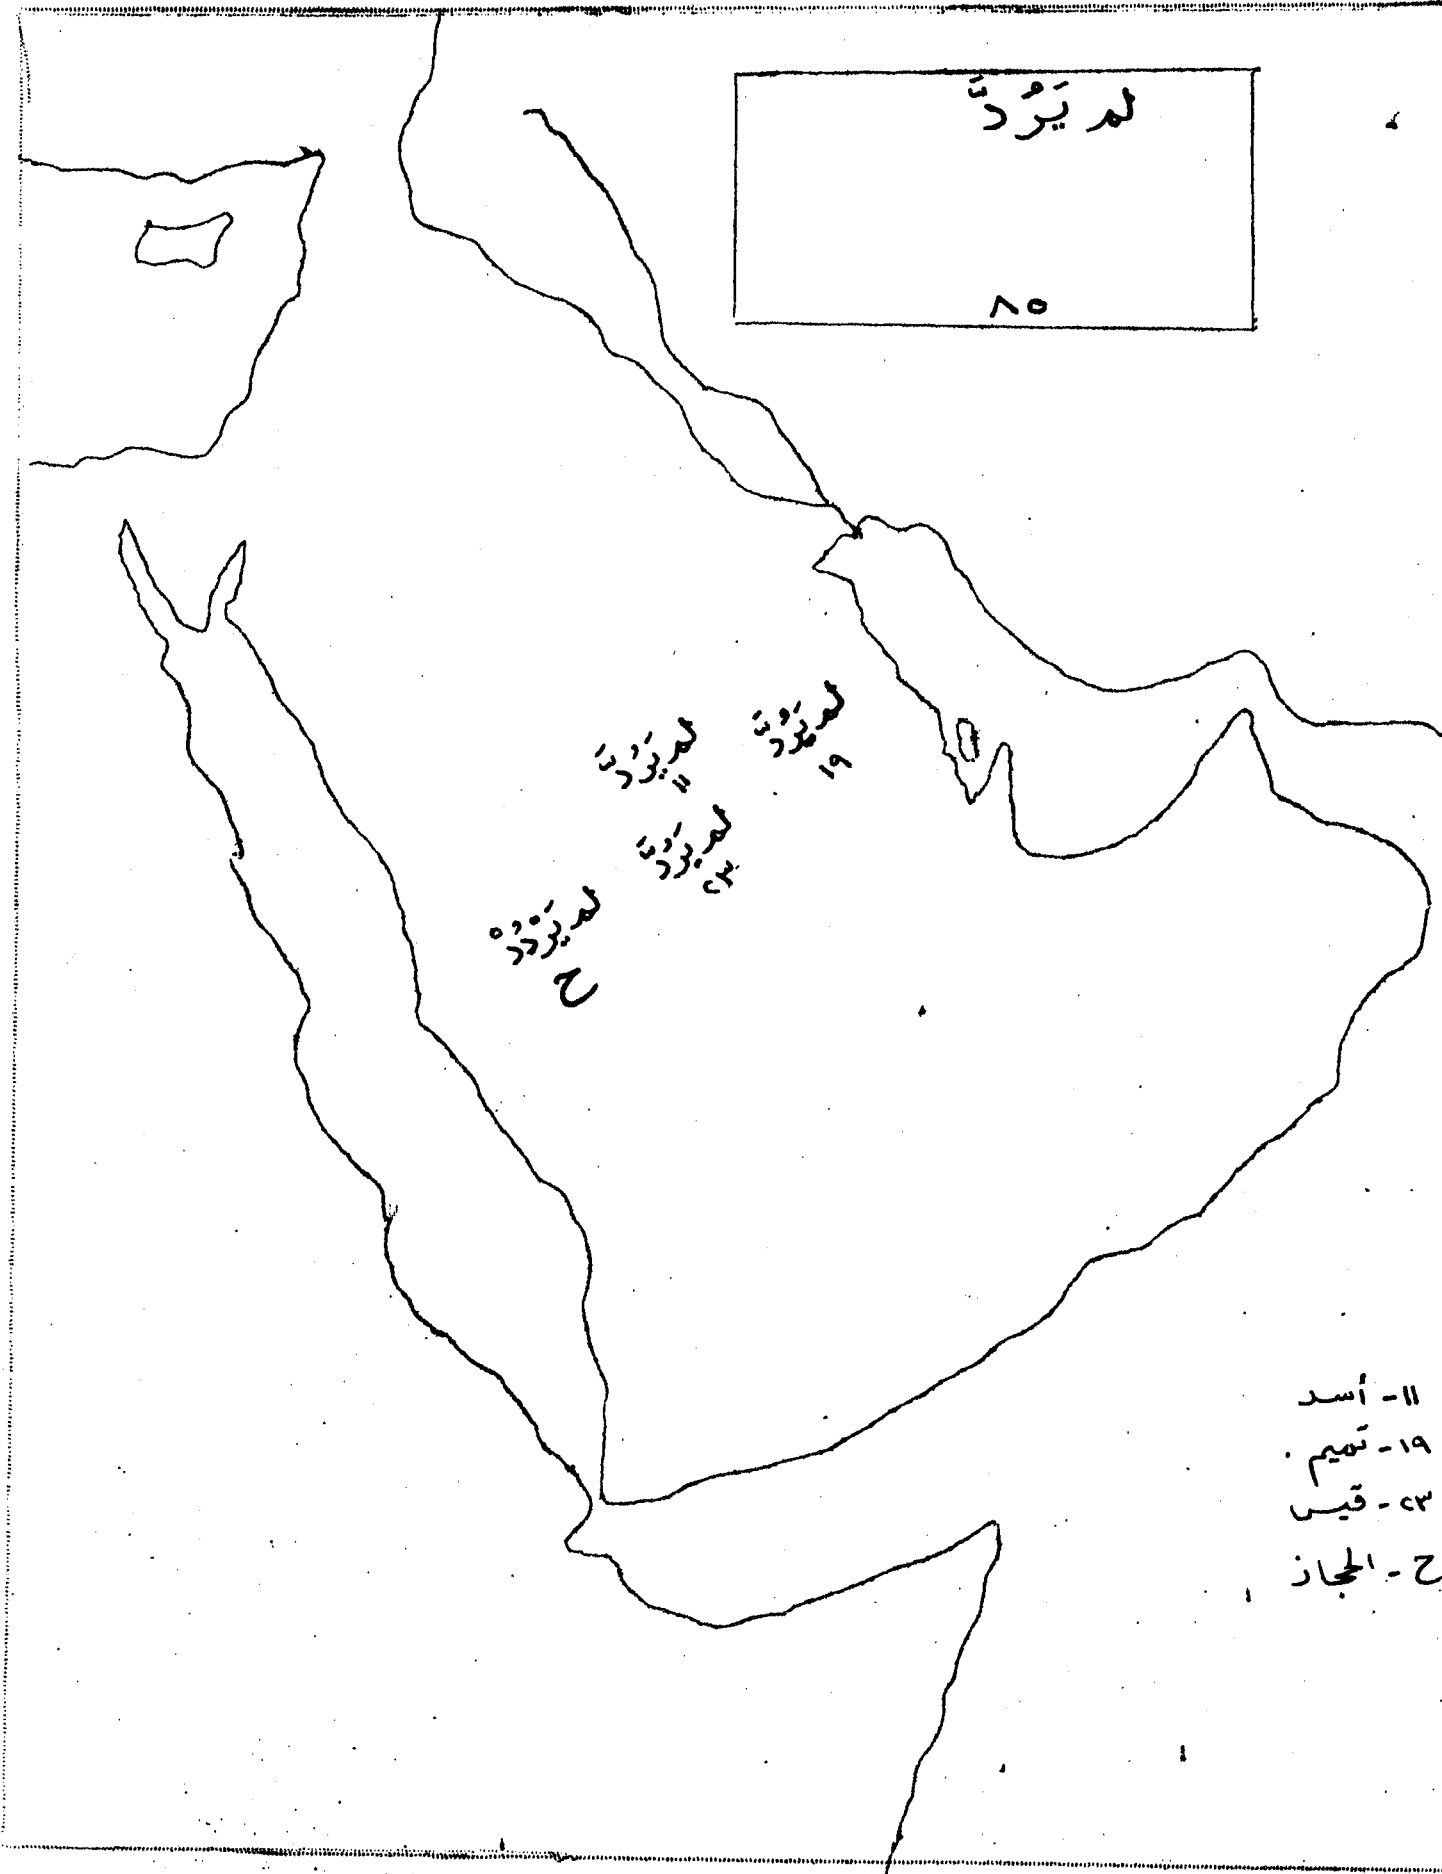 لم يَرُدَّ
٨٥
لم يَرُدَّ
١٩
لم يَرُدَّ
١١
لم يَرُدَّ
٢٣
لم يَرْدُدْ
ح
١١- أسد
١٩- تميم
٢٣- قيس
ح - الحجاز